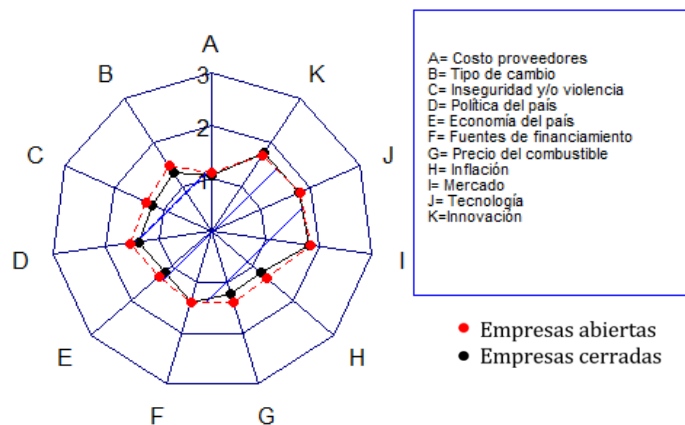 A
B
K
3
2
1
C
J
D
I
E
H
F
G
A= Costo proveedores
B= Tipo de cambio
C= Inseguridad y/o violencia
D= Política del país
E= Economía del país
F= Fuentes de financiamiento
G= Precio del combustible
H= Inflación
I= Mercado
J= Tecnología
K=Innovación
Empresas abiertas
Empresas cerradas